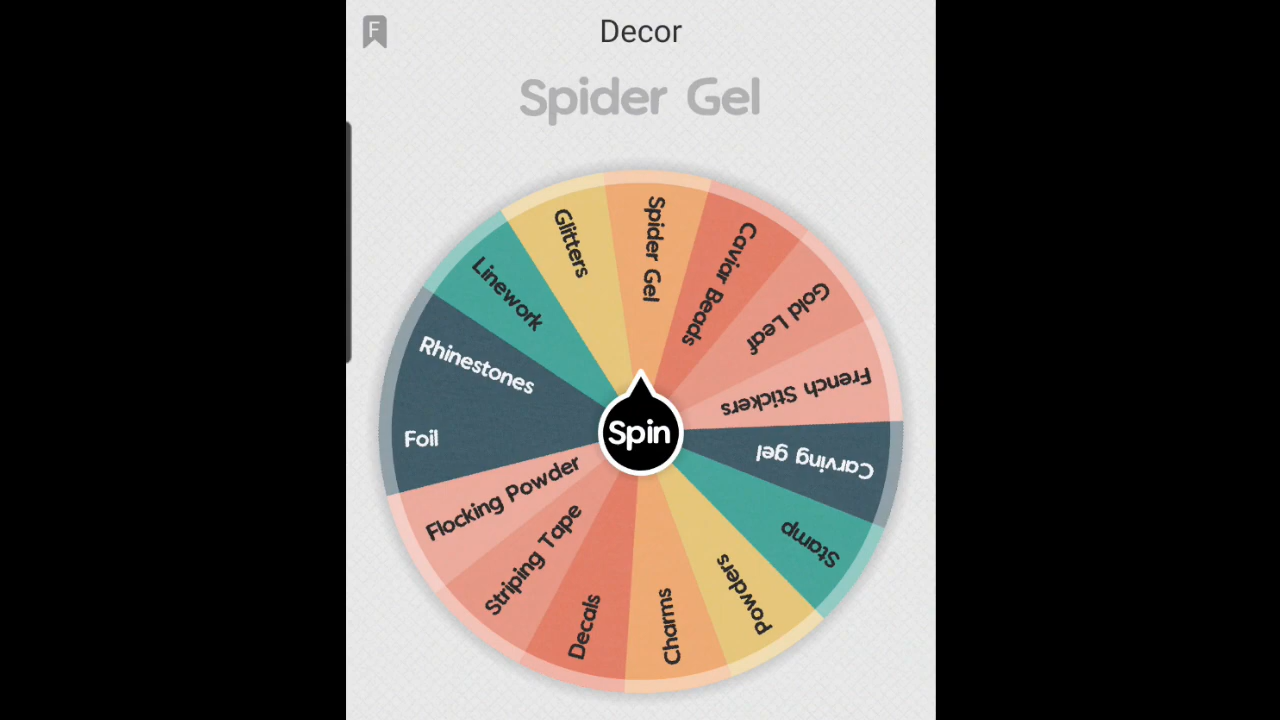 F
Decor
Spider Gel
Glitters
Spider Gel
Caviar Beads
Gold Leaf
French Stickers
Carving gel
Stamp
Powders
Charms
Decals
Striping Tape
Flocking Powder
Foil
Rhinestones
Linework
Spin